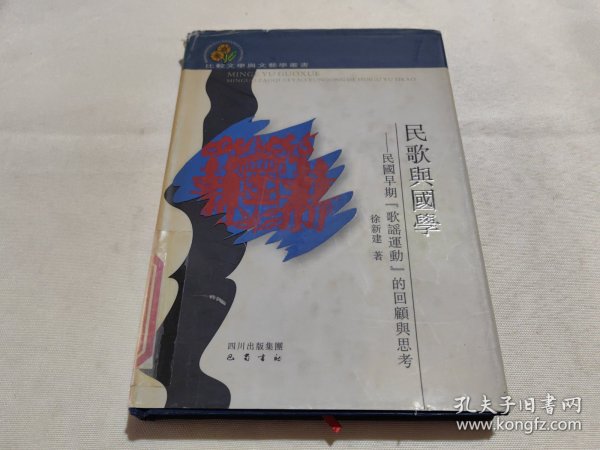 比較文學與文藝學叢書
MINGE YU GUOXUE
民歌與國學
——民國早期『歌謠運動』的回顧與思考
徐新建 著
四川出版集團
巴蜀書社
孔夫子旧书网
www.kongfz.com